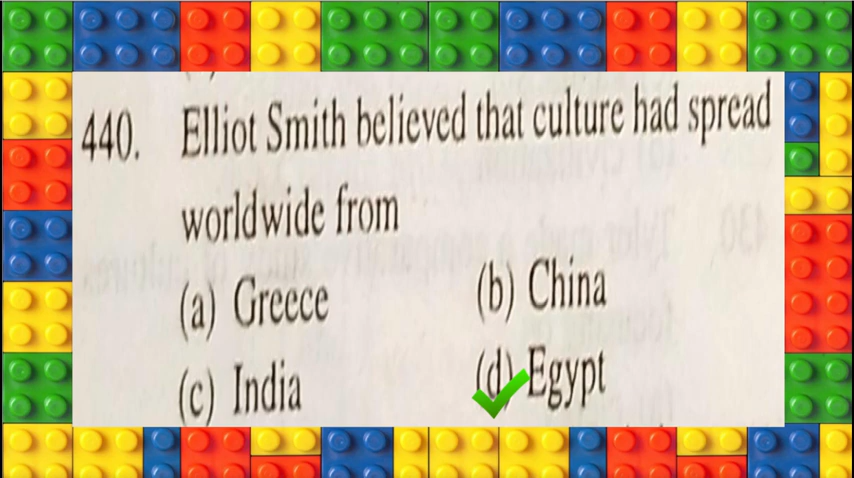 440. Elliot Smith believed that culture had spread
worldwide from
(a) Greece (b) China
(c) India (d) Egypt